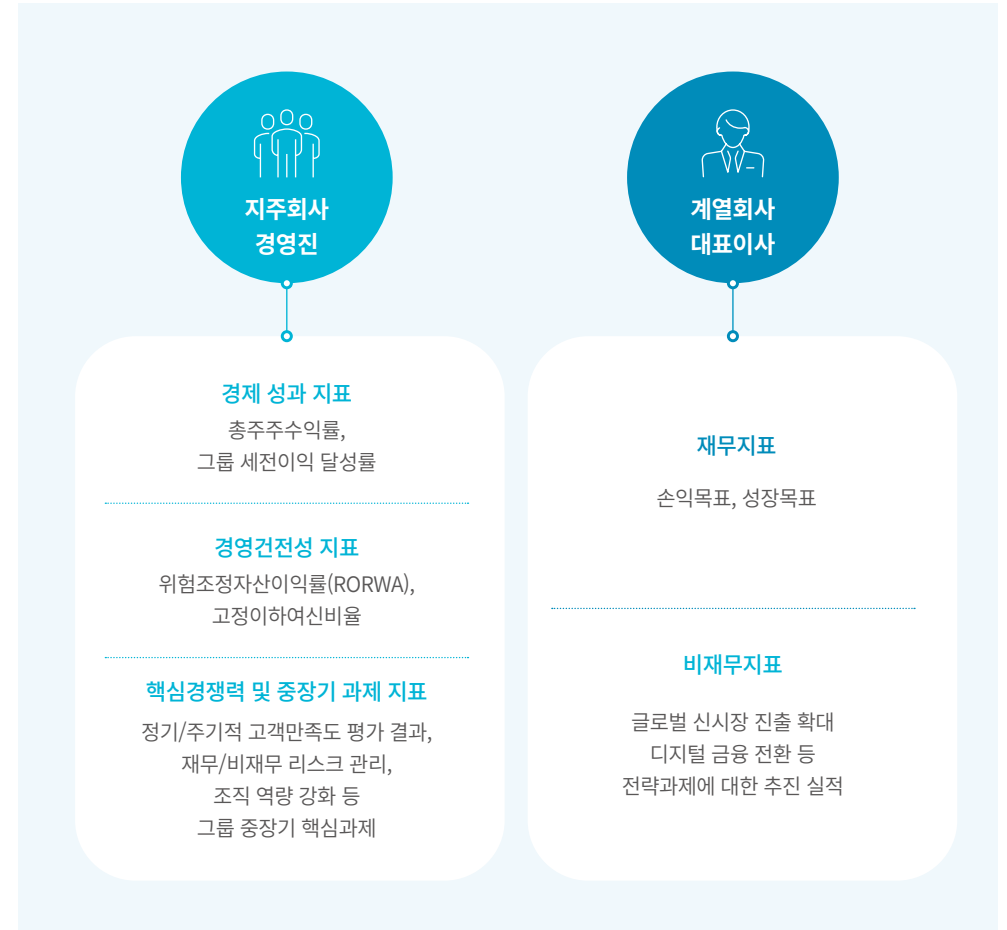 지주회사
경영진
경제 성과 지표
총주주수익률,
그룹 세전이익 달성률
경영건전성 지표
위험조정자산이익률(RORWA),
고정이하여신비율
핵심경쟁력 및 중장기 과제 지표
정기/주기적 고객만족도 평가 결과,
재무/비재무 리스크 관리,
조직 역량 강화 등
그룹 중장기 핵심과제
계열회사
대표이사
재무지표
손익목표, 성장목표
비재무지표
글로벌 신시장 진출 확대
디지털 금융 전환 등
전략과제에 대한 추진 실적